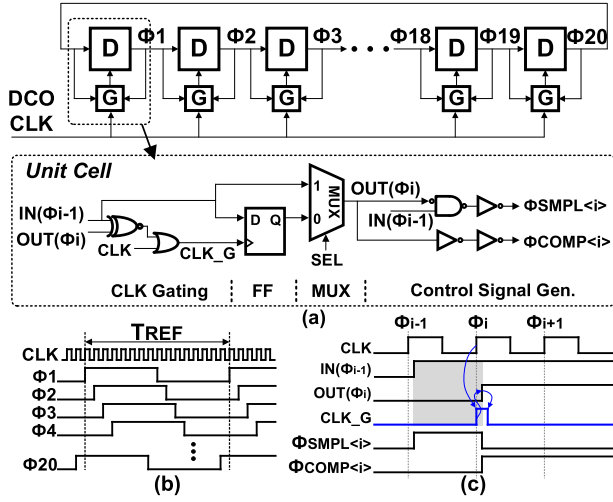 D Φ1 D Φ2 D Φ3 • • • Φ18 D Φ19 D Φ20
G G G G G
DCO
CLK
Unit Cell
IN(Φi-1)
OUT(Φi)
CLK
CLK_G
D Q
1
0
MUX
SEL
OUT(Φi)
IN(Φi-1)
ΦSMPL<i>
ΦCOMP<i>
CLK Gating FF MUX Control Signal Gen.
(a)
TREF
CLK
Φ1
Φ2
Φ3
Φ4
Φ20
(b)
Φi-1 Φi Φi+1
CLK
IN(Φi-1)
OUT(Φi)
CLK_G
ΦSMPL<i>
ΦCOMP<i>
(c)